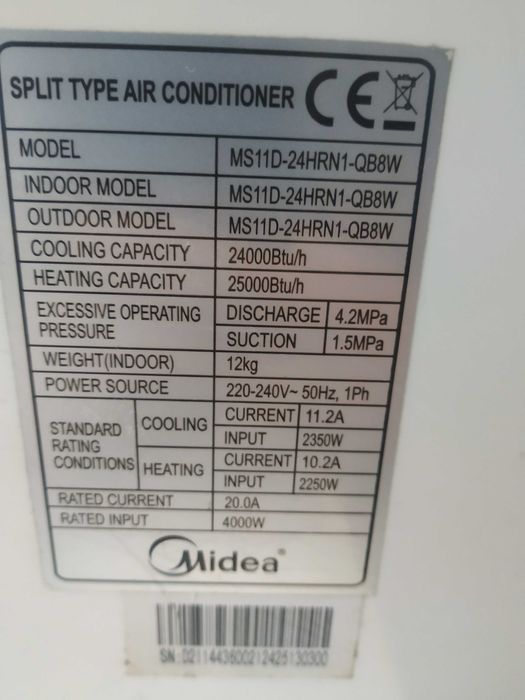 SPLIT TYPE AIR CONDITIONER CE
MODEL MS11D-24HRN1-QB8W
INDOOR MODEL MS11D-24HRN1-QB8W
OUTDOOR MODEL MS11D-24HRN1-QB8W
COOLING CAPACITY 24000Btu/h
HEATING CAPACITY 25000Btu/h
EXCESSIVE OPERATING PRESSURE DISCHARGE 4.2MPa
SUCTION 1.5MPa
WEIGHT(INDOOR) 12kg
POWER SOURCE 220-240V~ 50Hz, 1Ph
STANDARD RATING CONDITIONS COOLING CURRENT 11.2A
INPUT 2350W
HEATING CURRENT 10.2A
INPUT 2250W
RATED CURRENT 20.0A
RATED INPUT 4000W
Midea®
SN: